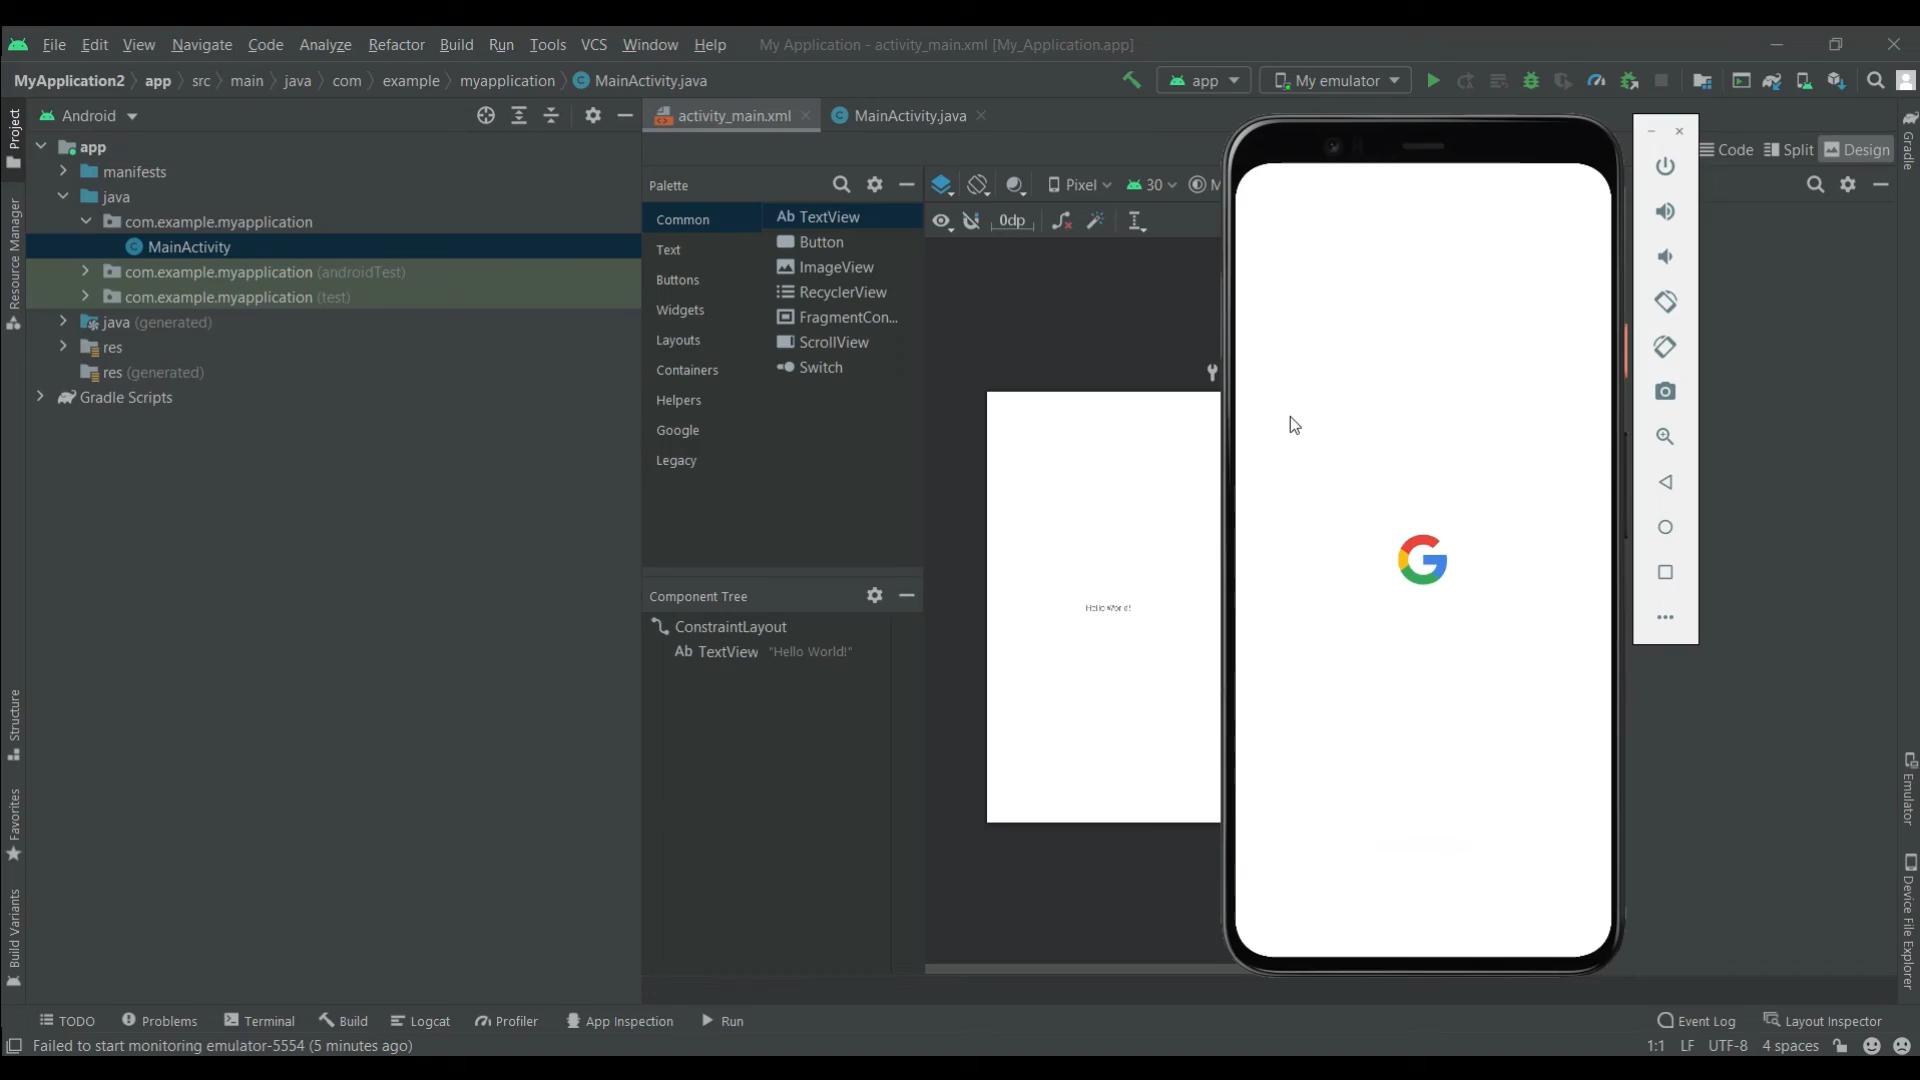 File Edit View Navigate Code Analyze Refactor Build Run Tools VCS Window Help My Application - activity_main.xml [My_Application.app]
MyApplication2 app src main java com example myapplication MainActivity.java app My emulator
Project
Android
activity_main.xml MainActivity.java
Gradle
app
manifests
java
com.example.myapplication
MainActivity
com.example.myapplication (androidTest)
com.example.myapplication (test)
java (generated)
res
res (generated)
Gradle Scripts
Resource Manager
Structure
Favorites
Build Variants
Code Split Design
Palette
Pixel 30 M
0dp
Common
Text
Buttons
Widgets
Layouts
Containers
Helpers
Google
Legacy
Ab TextView
Button
ImageView
RecyclerView
FragmentCon...
ScrollView
Switch
Component Tree
ConstraintLayout
Ab TextView "Hello World!"
Hello World!
G
Emulator
Device File Explorer
TODO Problems Terminal Build Logcat Profiler App Inspection Run Event Log Layout Inspector
Failed to start monitoring emulator-5554 (5 minutes ago) 1:1 LF UTF-8 4 spaces